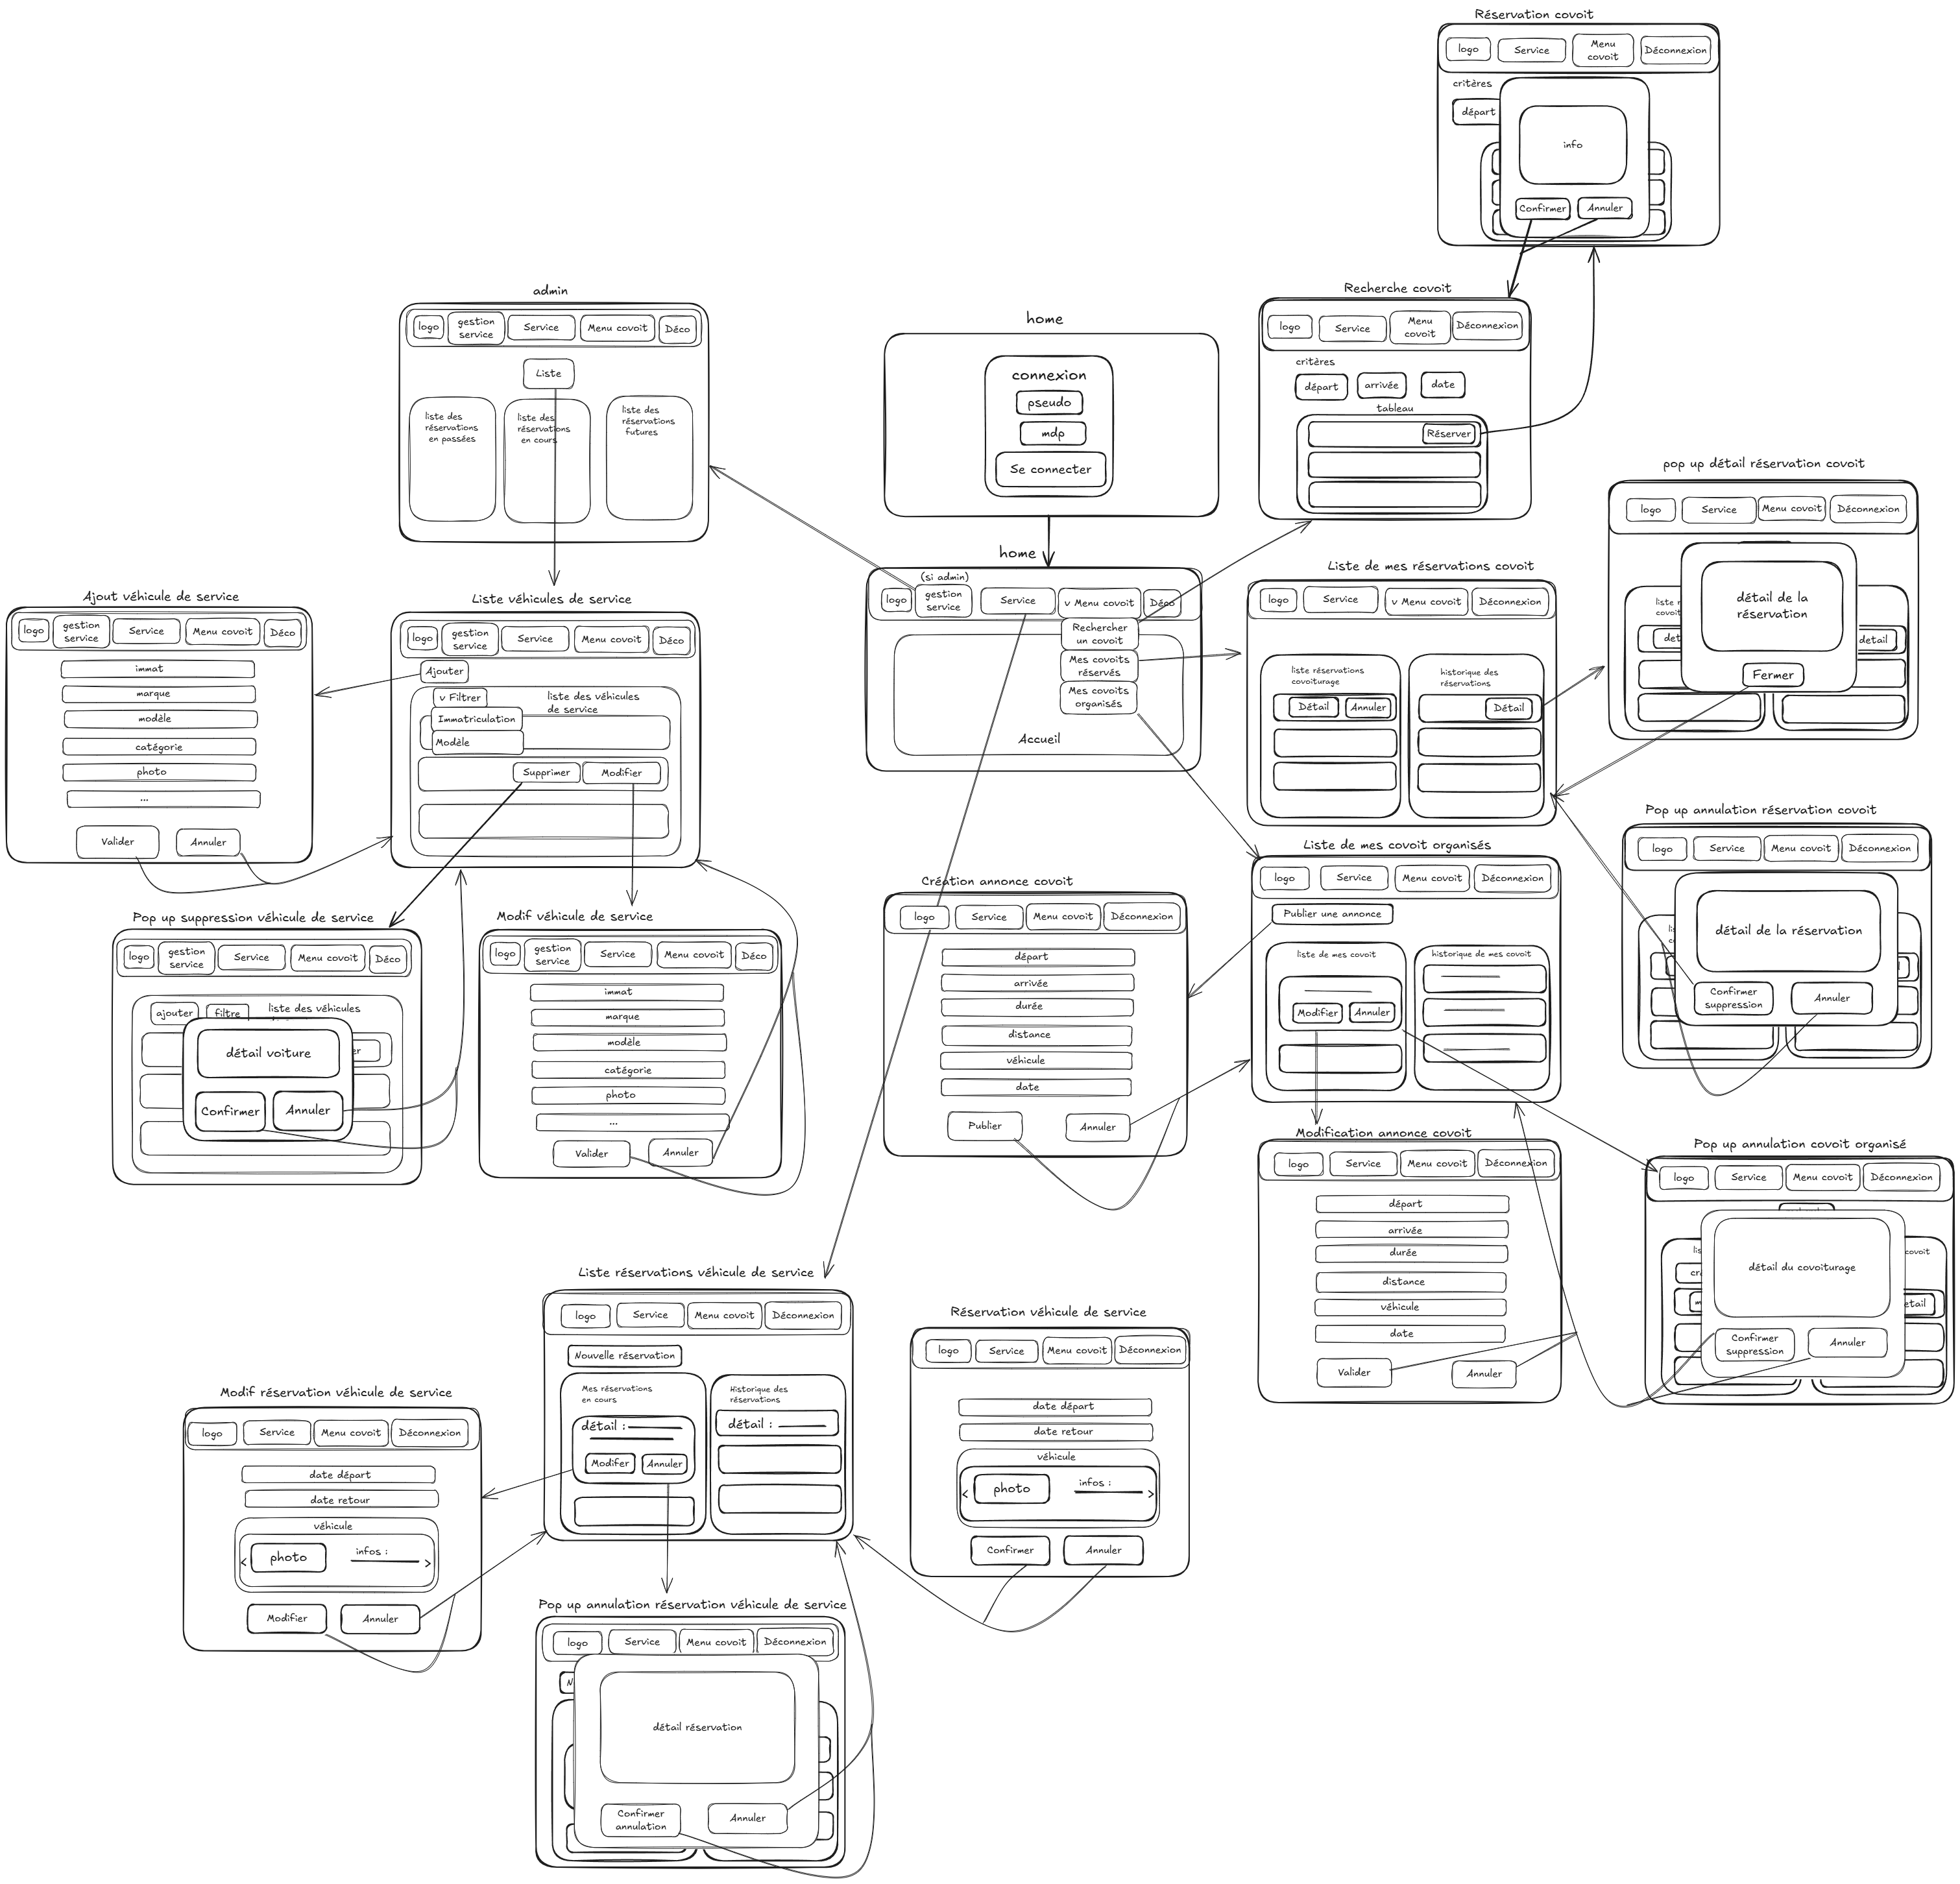 Réservation covoit
logo
Service
Menu
covoit
Déconnexion
critères
départ
info
Confirmer
Annuler
admin
logo
gestion
service
Service
Menu covoit
Déco
Liste
liste des
réservations
en passées
liste des
réservations
en cours
liste des
réservations
futures
home
connexion
pseudo
mdp
Se connecter
Recherche covoit
logo
Service
Menu
covoit
Déconnexion
critères
départ
arrivée
date
tableau
Réserver
pop up détail réservation covoit
logo
Service
Menu covoit
Déconnexion
liste r
covoit
det
détail de la
réservation
detail
Fermer
home
(si admin)
logo
gestion
service
Service
v Menu covoit
Déco
Rechercher
un covoit
Mes covoits
réservés
Mes covoits
organisés
Accueil
Liste de mes réservations covoit
logo
Service
v Menu covoit
Déconnexion
liste réservations
covoiturage
Détail
Annuler
historique des
réservations
Détail
Ajout véhicule de service
logo
gestion
service
Service
Menu covoit
Déco
immat
marque
modèle
catégorie
photo
...
Valider
Annuler
Liste véhicules de service
logo
gestion
service
Service
Menu covoit
Déco
Ajouter
v Filtrer
liste des véhicules
de service
Immatriculation
Modèle
Supprimer
Modifier
Pop up annulation réservation covoit
logo
Service
Menu covoit
Déconnexion
détail de la réservation
Confirmer
suppression
Annuler
Liste de mes covoit organisés
logo
Service
Menu covoit
Déconnexion
Publier une annonce
liste de mes covoit
Modifier
Annuler
historique de mes covoit
Création annonce covoit
logo
Service
Menu covoit
Déconnexion
départ
arrivée
durée
distance
véhicule
date
Publier
Annuler
Pop up suppression véhicule de service
logo
gestion
service
Service
Menu covoit
Déco
ajouter
filtre
liste des véhicules
détail voiture
er
Confirmer
Annuler
Modif véhicule de service
logo
gestion
service
Service
Menu covoit
Déco
immat
marque
modèle
catégorie
photo
...
Valider
Annuler
Modification annonce covoit
logo
Service
Menu covoit
Déconnexion
départ
arrivée
durée
distance
véhicule
date
Valider
Annuler
Pop up annulation covoit organisé
logo
Service
Menu covoit
Déconnexion
lis
covoit
cr
m
détail du covoiturage
etail
Confirmer
suppression
Annuler
Liste réservations véhicule de service
logo
Service
Menu covoit
Déconnexion
Nouvelle réservation
Mes réservations
en cours
détail :
Modifer
Annuler
Historique des
réservations
détail :
Réservation véhicule de service
logo
Service
Menu covoit
Déconnexion
date départ
date retour
véhicule
<
photo
infos :
>
Confirmer
Annuler
Modif réservation véhicule de service
logo
Service
Menu covoit
Déconnexion
date départ
date retour
véhicule
<
photo
infos :
>
Modifier
Annuler
Pop up annulation réservation véhicule de service
logo
Service
Menu covoit
Déconnexion
N
détail réservation
Confirmer
annulation
Annuler